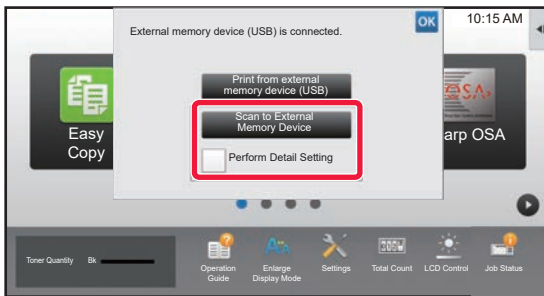 10:15 AM
External memory device (USB) is connected.
OK
Print from external
memory device (USB)
Scan to External
Memory Device
Perform Detail Setting
Easy
Copy
OSA
arp OSA
Toner Quantity
Bk
Operation
Guide
Enlarge
Display Mode
Settings
Total Count
LCD Control
Job Status